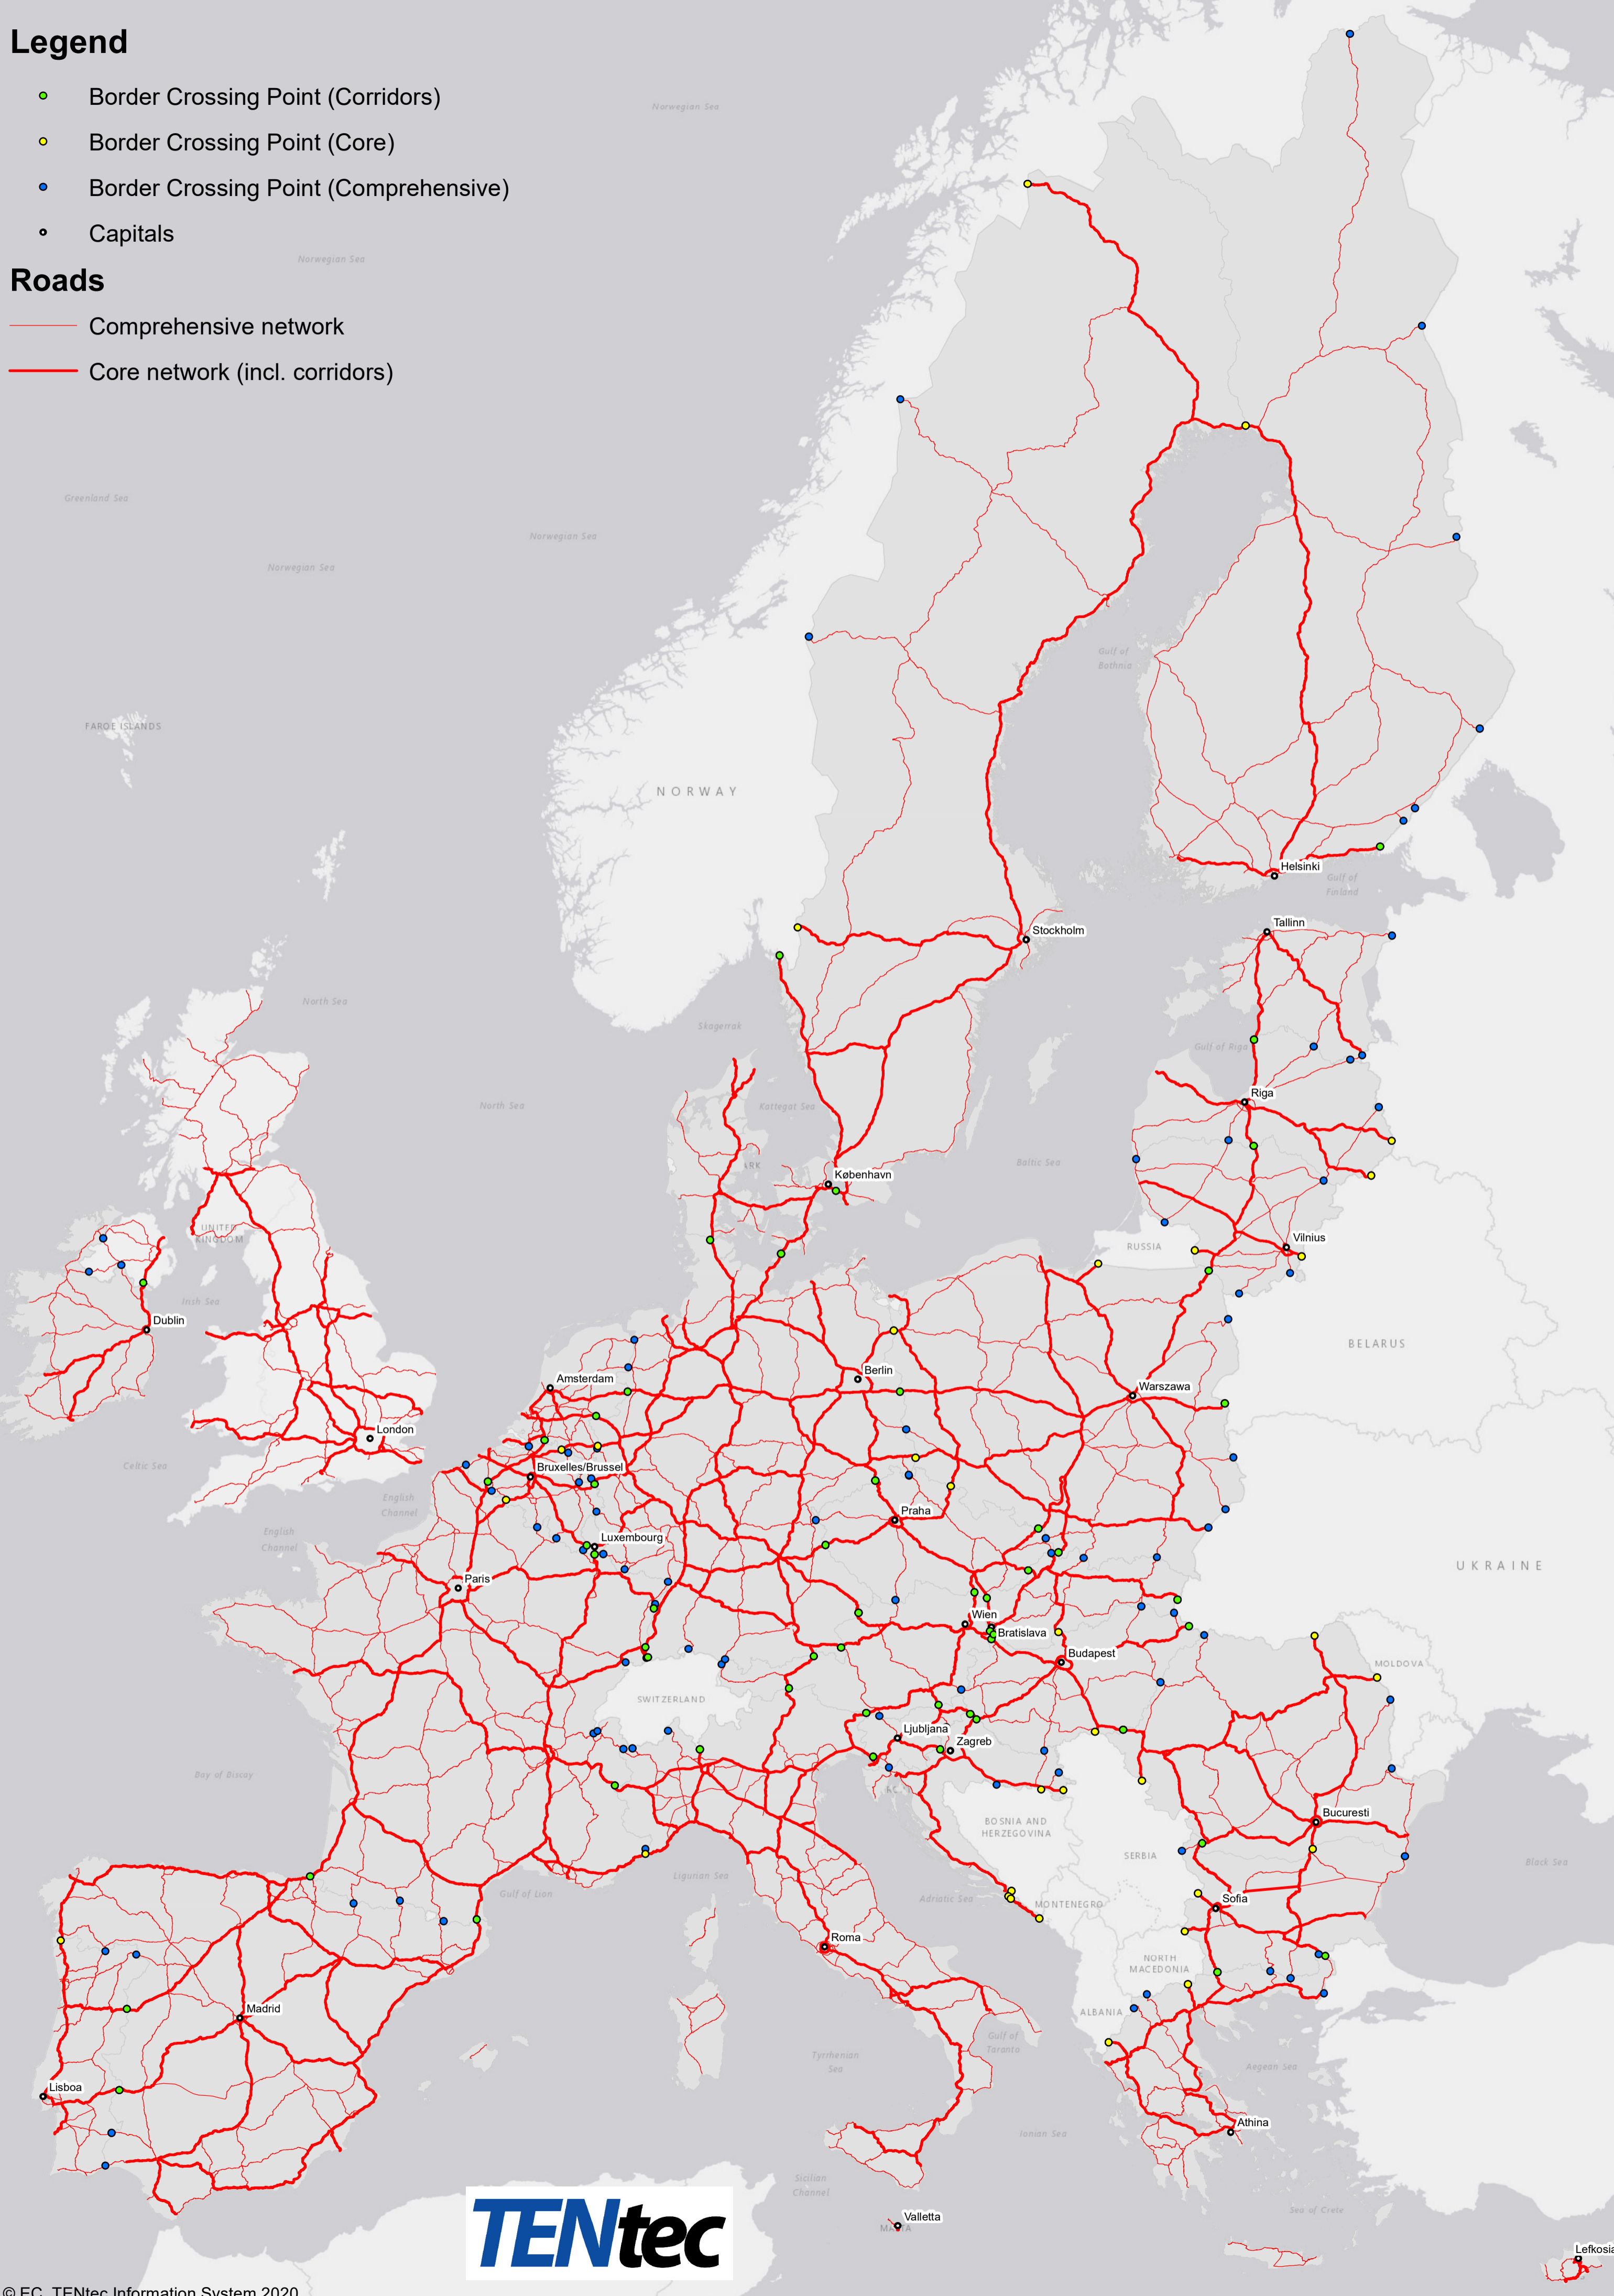 Legend
Border Crossing Point (Corridors)
Border Crossing Point (Core)
Border Crossing Point (Comprehensive)
Capitals
Roads
Comprehensive network
Core network (incl. corridors)
Norwegian Sea
Norwegian Sea
Greenland Sea
Norwegian Sea
Norwegian Sea
Gulf of
Bothnia
FAROE ISLANDS
NORWAY
Helsinki
Gulf of
Finland
Tallinn
Stockholm
North Sea
Skagerrak
Gulf of Riga
Riga
North Sea
Kattegat Sea
Baltic Sea
ARK
København
UNITED
KINGDOM
RUSSIA
Vilnius
Irish Sea
Dublin
BELARUS
Amsterdam
Berlin
Warszawa
London
Celtic Sea
Bruxelles/Brussel
English
Channel
Praha
English
Channel
Luxembourg
UKRAINE
Paris
Wien
Bratislava
Budapest
MOLDOVA
SWITZERLAND
Ljubljana
Zagreb
Bay of Biscay
Bucuresti
BOSNIA AND
HERZEGOVINA
SERBIA
Black Sea
Ligurian Sea
Gulf of Lion
Adriatic Sea
MONTENEGRO
Sofia
Roma
NORTH
MACEDONIA
Madrid
ALBANIA
Gulf of
Taranto
Tyrrhenian
Sea
Aegean Sea
Lisboa
Athina
Ionian Sea
Sicilian
Channel
Sea of Crete
Valletta
TENtec
Lefkosia
© EC, TENtec Information System 2020